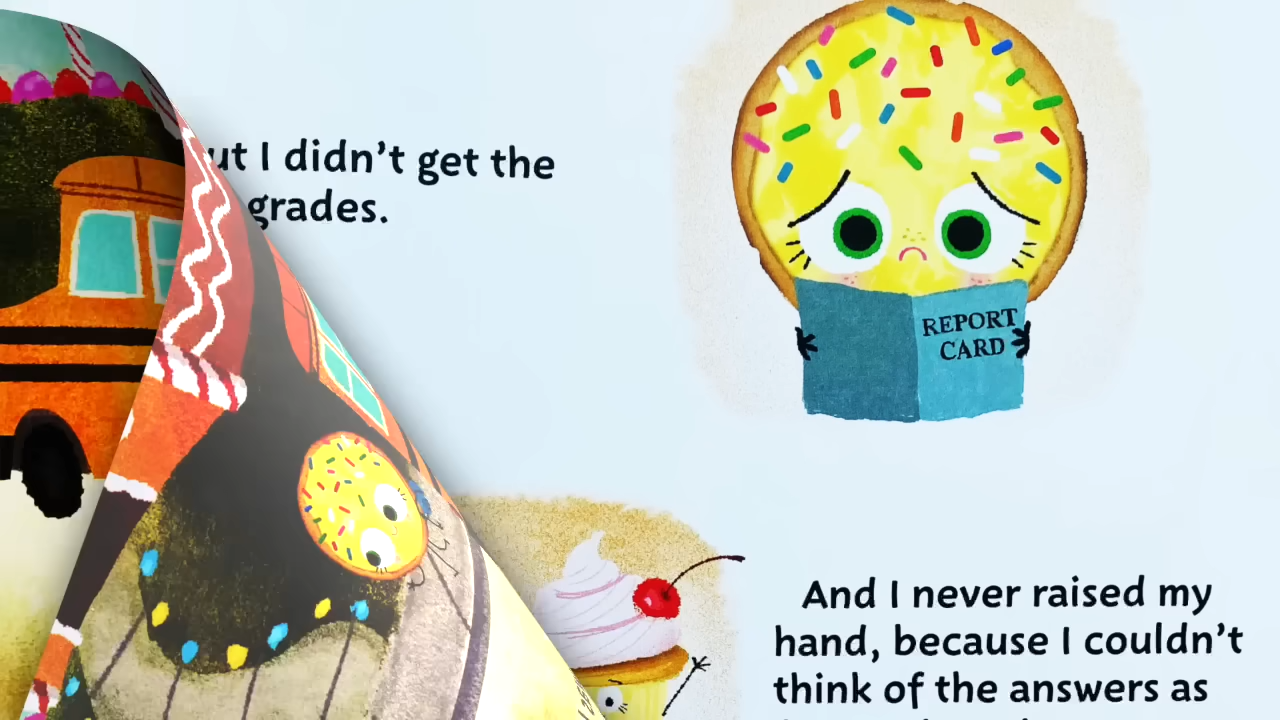 ut I didn't get the
grades.
REPORT
CARD
And I never raised my
hand, because I couldn't
think of the answers as